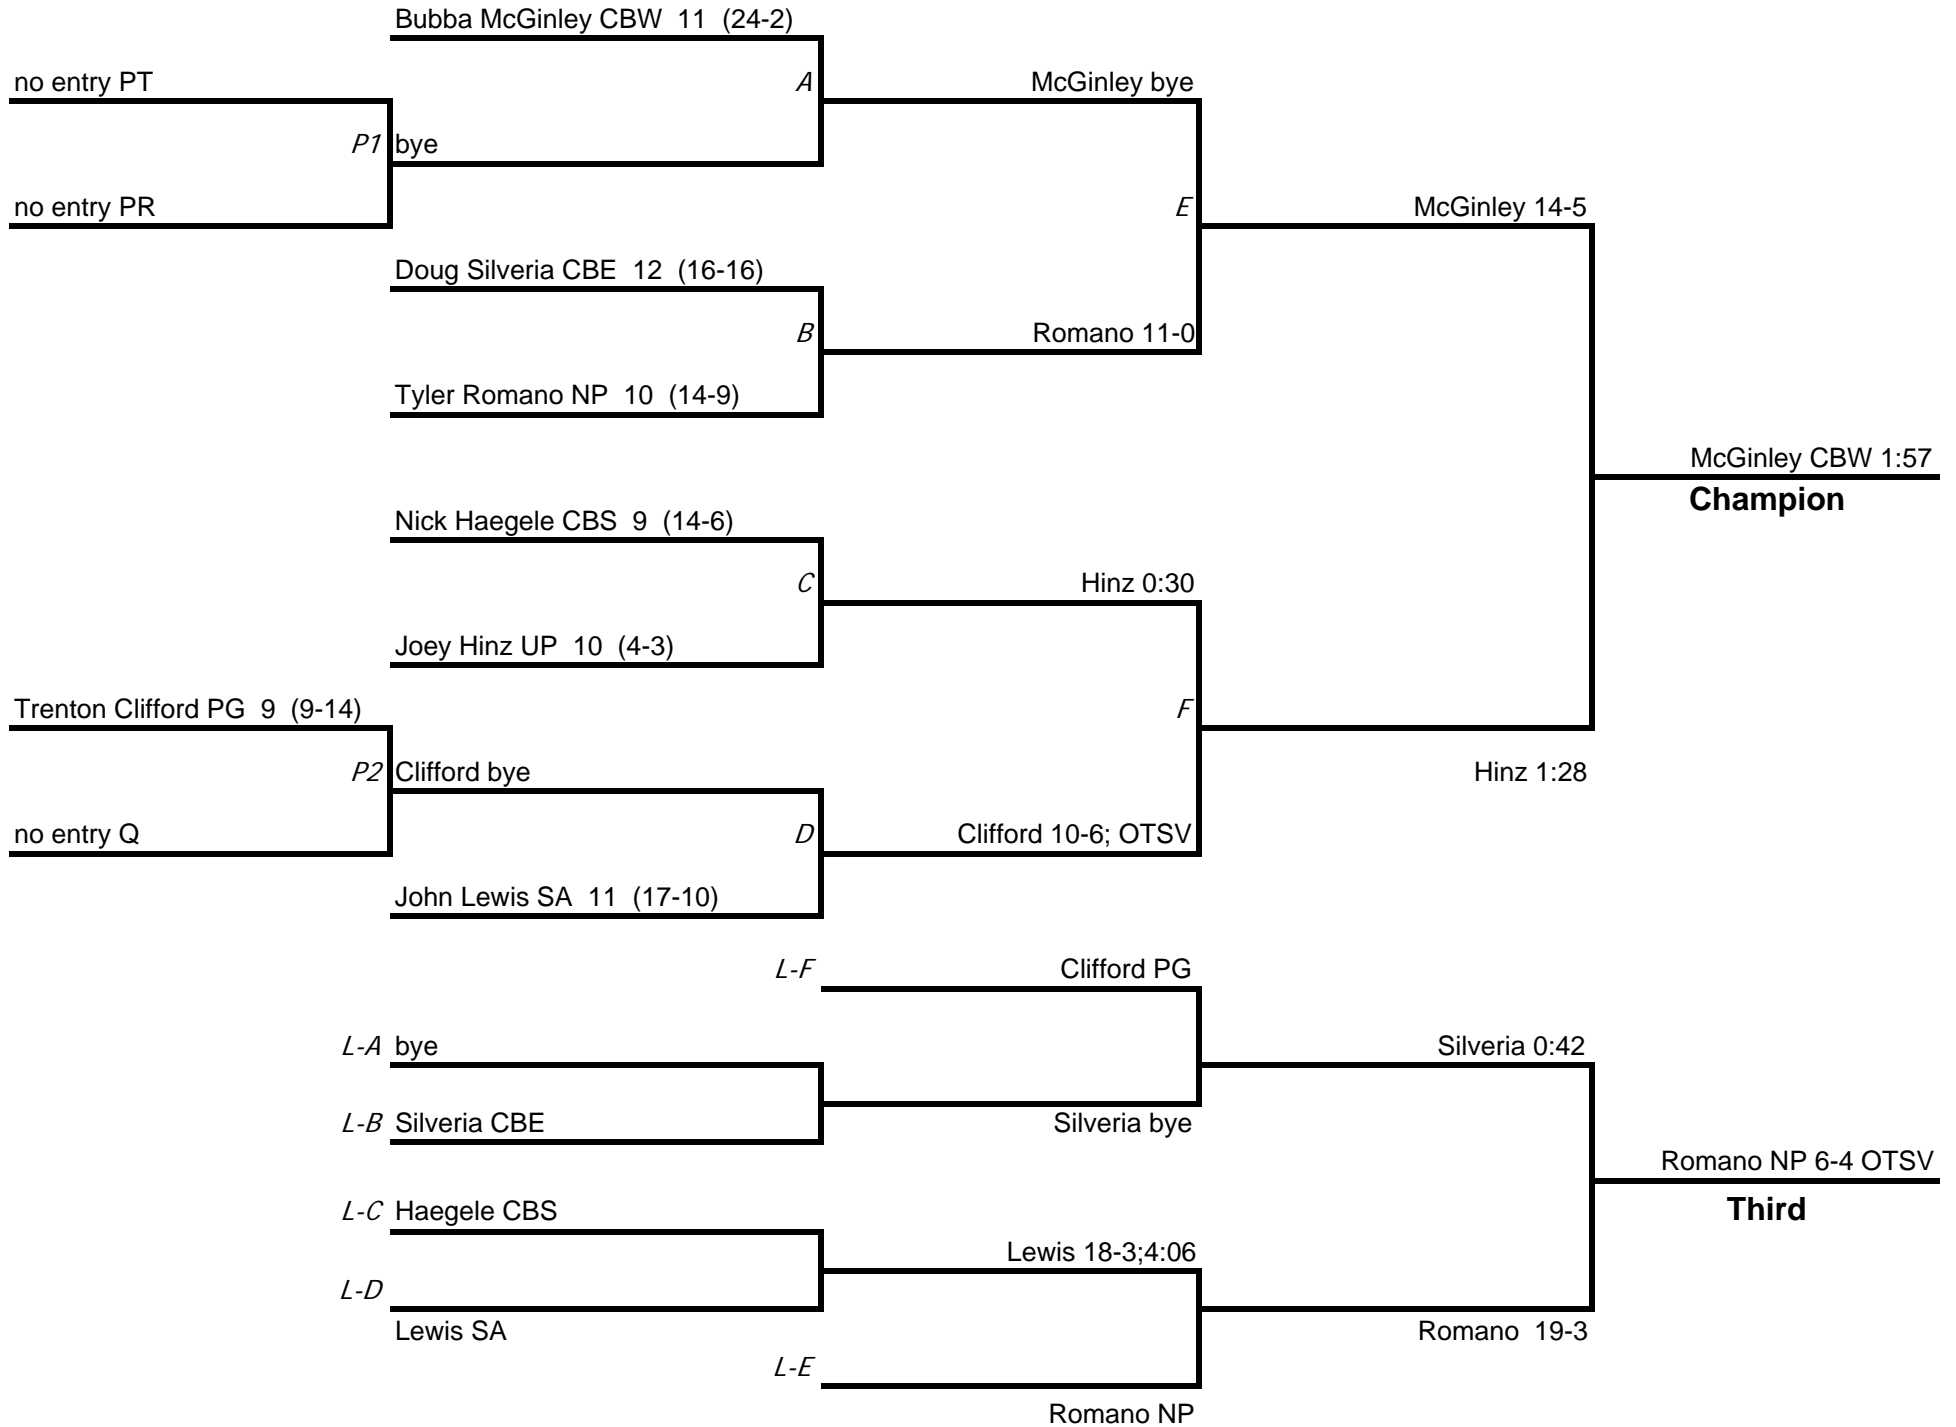 Bubba McGinley CBW 11 (24-2)
no entry PT
A
McGinley bye
P1
bye
no entry PR
E
McGinley 14-5
Doug Silveria CBE 12 (16-16)
B
Romano 11-0
Tyler Romano NP 10 (14-9)
McGinley CBW 1:57
Champion
Nick Haegele CBS 9 (14-6)
C
Hinz 0:30
Joey Hinz UP 10 (4-3)
Trenton Clifford PG 9 (9-14)
F
P2
Clifford bye
Hinz 1:28
no entry Q
D
Clifford 10-6; OTSV
John Lewis SA 11 (17-10)
L-F
Clifford PG
L-A
bye
Silveria 0:42
L-B
Silveria CBE
Silveria bye
Romano NP 6-4 OTSV
Third
L-C
Haegele CBS
Lewis 18-3;4:06
L-D
Lewis SA
Romano 19-3
L-E
Romano NP